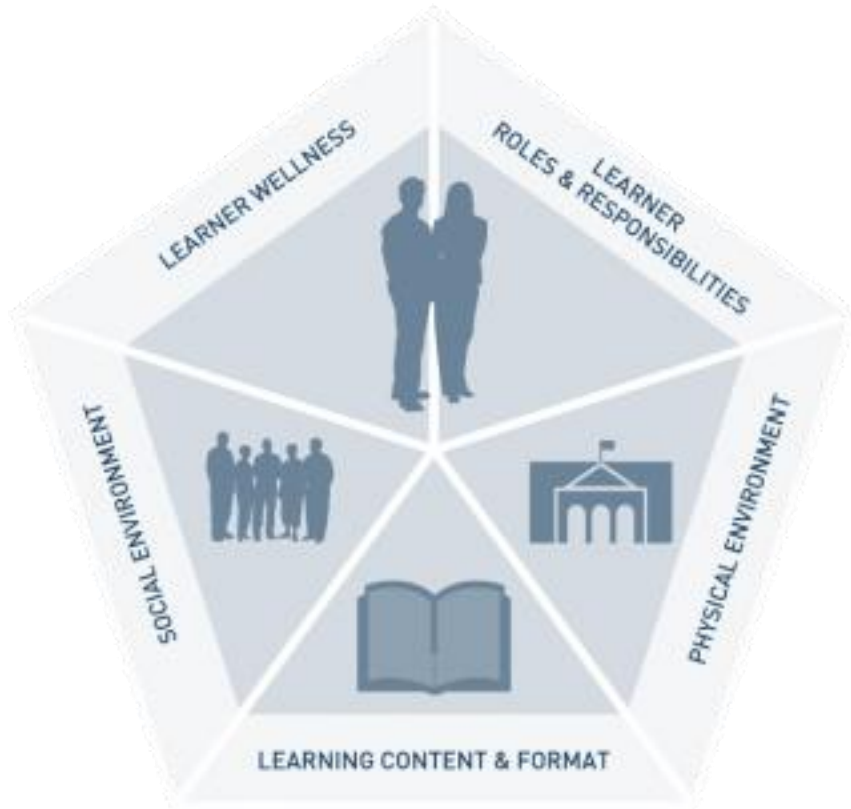 LEARNER WELLNESS
LEARNER
ROLES & RESPONSIBILITIES
SOCIAL ENVIRONMENT
PHYSICAL ENVIRONMENT
LEARNING CONTENT & FORMAT